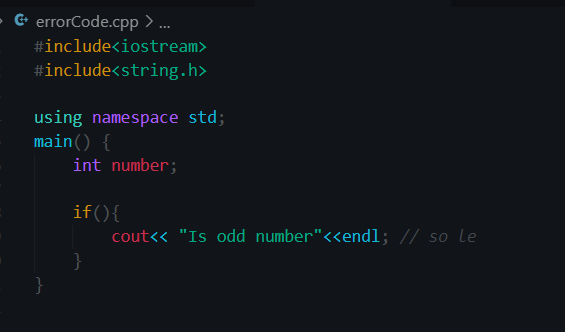 errorCode.cpp > ...
#include<iostream>
#include<string.h>
using namespace std;
main() {
int number;
if(){
cout<< "Is odd number"<<endl; // so le
}
}